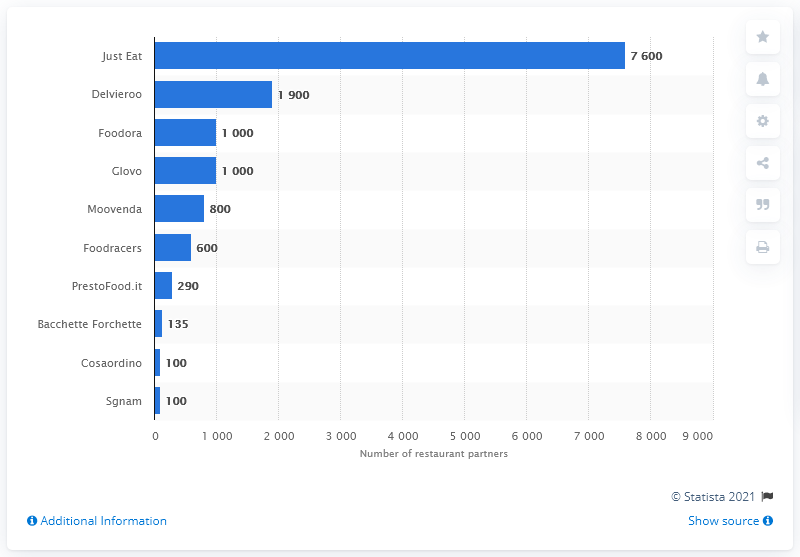 Just Eat 7 600
Delvieroo 1 900
Foodora 1 000
Glovo 1 000
Moovenda 800
Foodracers 600
PrestoFood.it 290
Bacchette Forchette 135
Cosaordino 100
Sgnam 100
0 1 000 2 000 3 000 4 000 5 000 6 000 7 000 8 000 9 000
Number of restaurant partners
© Statista 2021
Additional Information Show source